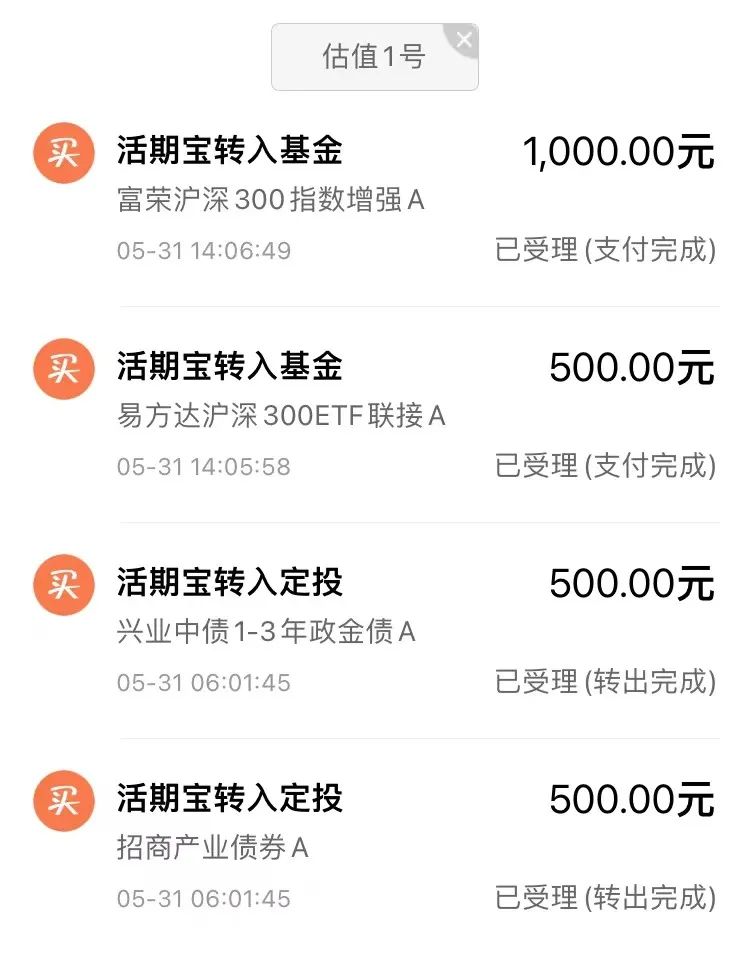 估值1号
买 活期宝转入基金 1,000.00元
富荣沪深300指数增强A
05-31 14:06:49 已受理(支付完成)
买 活期宝转入基金 500.00元
易方达沪深300ETF联接A
05-31 14:05:58 已受理(支付完成)
买 活期宝转入定投 500.00元
兴业中债1-3年政金债A
05-31 06:01:45 已受理(转出完成)
买 活期宝转入定投 500.00元
招商产业债券A
05-31 06:01:45 已受理(转出完成)